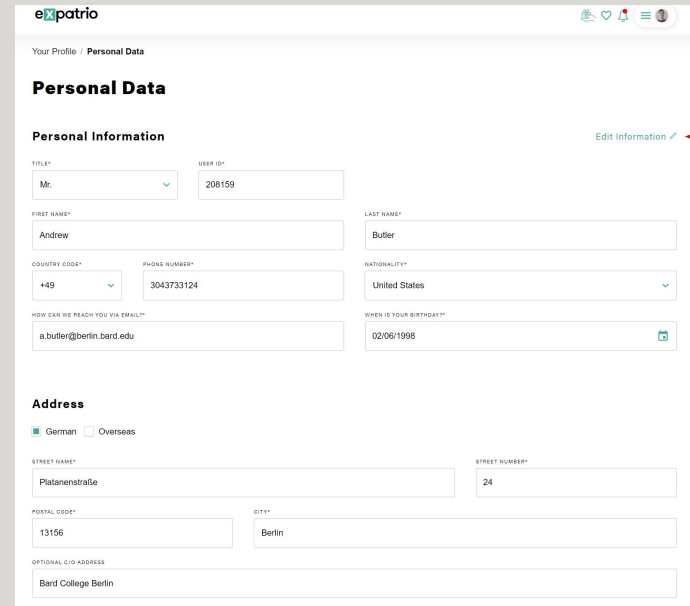 expatrio
Your Profile / Personal Data
Personal Data
Personal Information
Edit Information
TITLE* USER ID*
Mr. 208159
FIRST NAME* LAST NAME*
Andrew Butler
COUNTRY CODE* PHONE NUMBER* NATIONALITY*
+49 3043733124 United States
HOW CAN WE REACH YOU VIA EMAIL?* WHEN IS YOUR BIRTHDAY?*
a.butler@berlin.bard.edu 02/06/1998
Address
German Overseas
STREET NAME* STREET NUMBER*
Platanenstraße 24
POSTAL CODE* CITY*
13156 Berlin
OPTIONAL C/O ADDRESS
Bard College Berlin